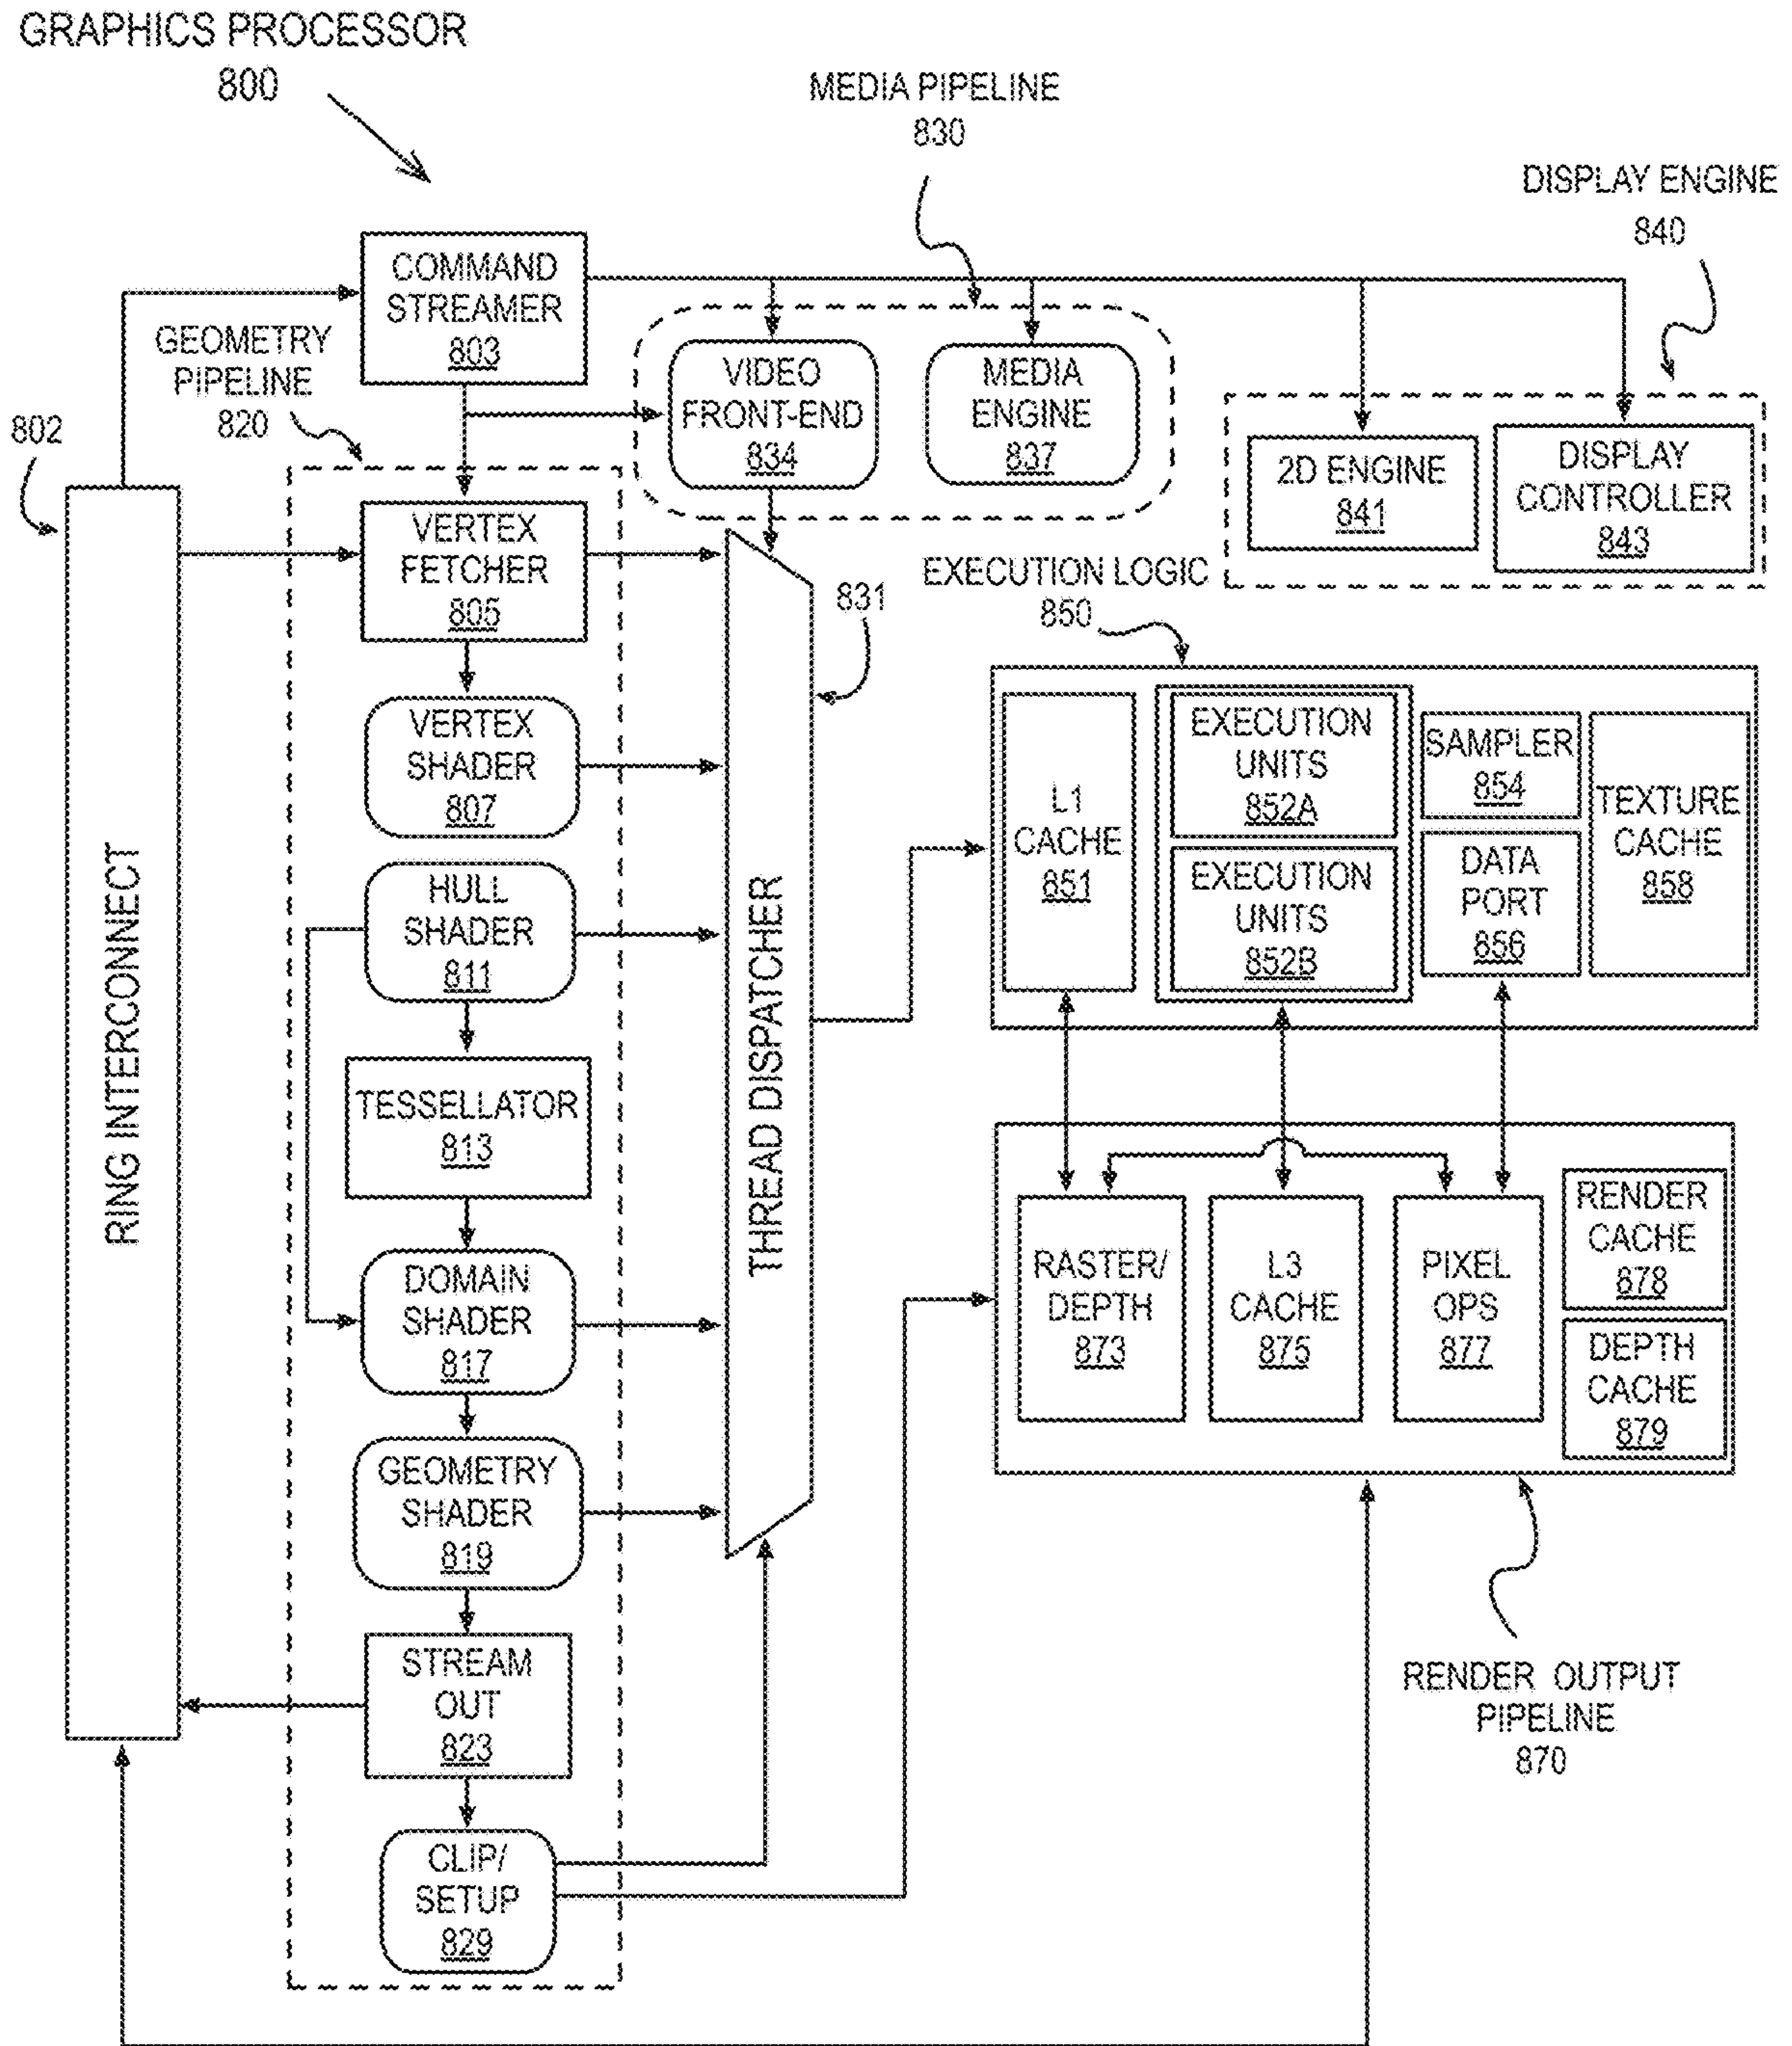 GRAPHICS PROCESSOR
800
MEDIA PIPELINE
830
DISPLAY ENGINE
840
COMMAND
STREAMER
803
GEOMETRY
PIPELINE
820
802
VIDEO
FRONT-END
834
MEDIA
ENGINE
837
2D ENGINE
841
DISPLAY
CONTROLLER
843
RING INTERCONNECT
VERTEX
FETCHER
805
VERTEX
SHADER
807
HULL
SHADER
811
TESSELLATOR
813
DOMAIN
SHADER
817
GEOMETRY
SHADER
819
STREAM
OUT
823
CLIP/
SETUP
829
THREAD DISPATCHER
831
EXECUTION LOGIC
850
L1
CACHE
851
EXECUTION
UNITS
852A
EXECUTION
UNITS
852B
SAMPLER
854
DATA
PORT
856
TEXTURE
CACHE
858
RASTER/
DEPTH
873
L3
CACHE
875
PIXEL
OPS
877
RENDER
CACHE
878
DEPTH
CACHE
879
RENDER OUTPUT
PIPELINE
870